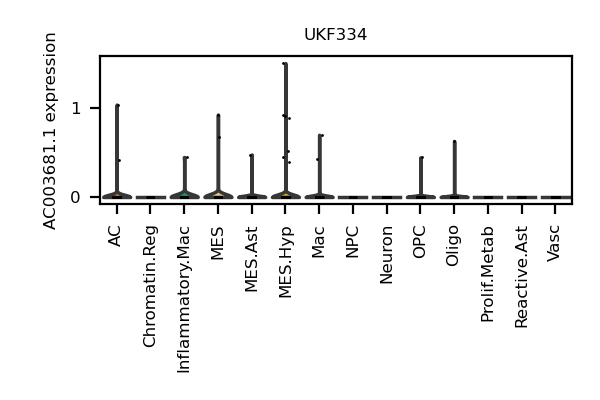 UKF334
AC003681.1 expression
1
0
AC
Chromatin.Reg
Inflammatory.Mac
MES
MES.Ast
MES.Hyp
Mac
NPC
Neuron
OPC
Oligo
Prolif.Metab
Reactive.Ast
Vasc